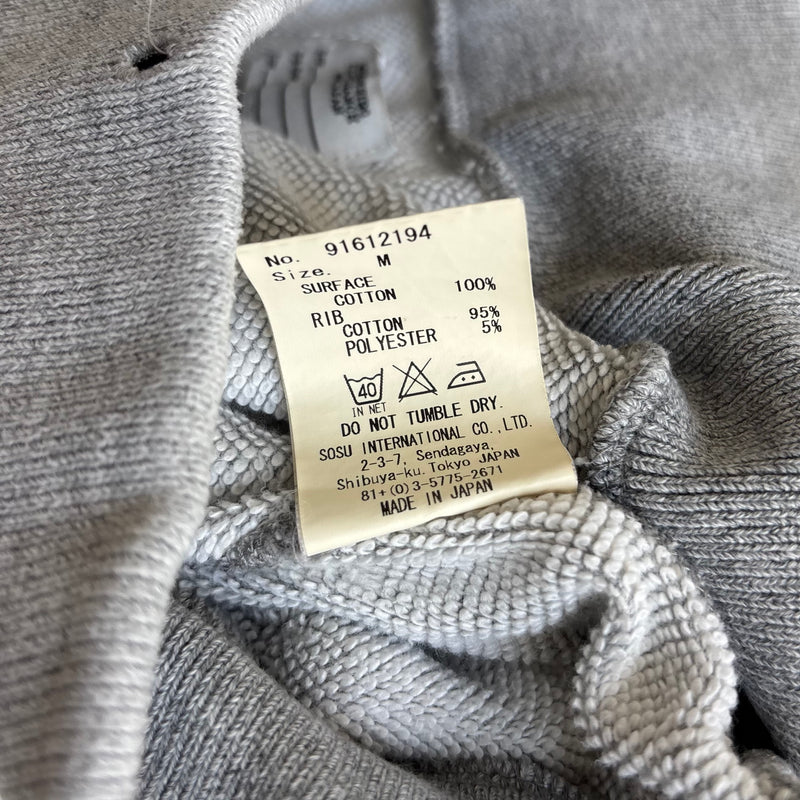 No. 91612194
Size. M
SURFACE
COTTON 100%
RIB
COTTON 95%
POLYESTER 5%
40
IN NET
DO NOT TUMBLE DRY.
SOSU INTERNATIONAL CO.,LTD.
2-3-7, Sendagaya,
Shibuya-ku. Tokyo JAPAN
81+(0)3-5775-2671
MADE IN JAPAN